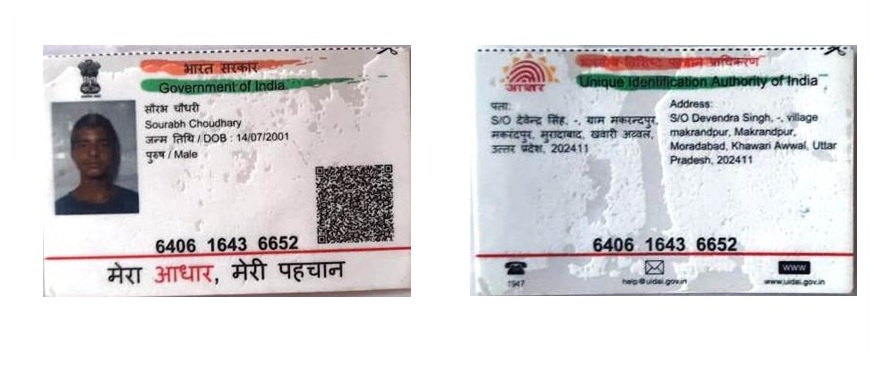 भारत सरकार
Government of India
सौरभ चौधरी
Sourabh Choudhary
जन्म तिथि / DOB : 14/07/2001
पुरुष / Male
6406 1643 6652
मेरा आधार, मेरी पहचान
आधार
Unique Identification Authority of India
पता:
S/O देवेन्द्र सिंह, -, ग्राम मकरन्दपुर,
मकरंदपुर, मुरादाबाद, खवारी अव्वल,
उत्तर प्रदेश, 202411
Address:
S/O Devendra Singh, -, village
makrandpur, Makrandpur,
Moradabad, Khawari Awwal, Uttar
Pradesh, 202411
6406 1643 6652
1947
help@uidai.gov.in
www
www.uidai.gov.in